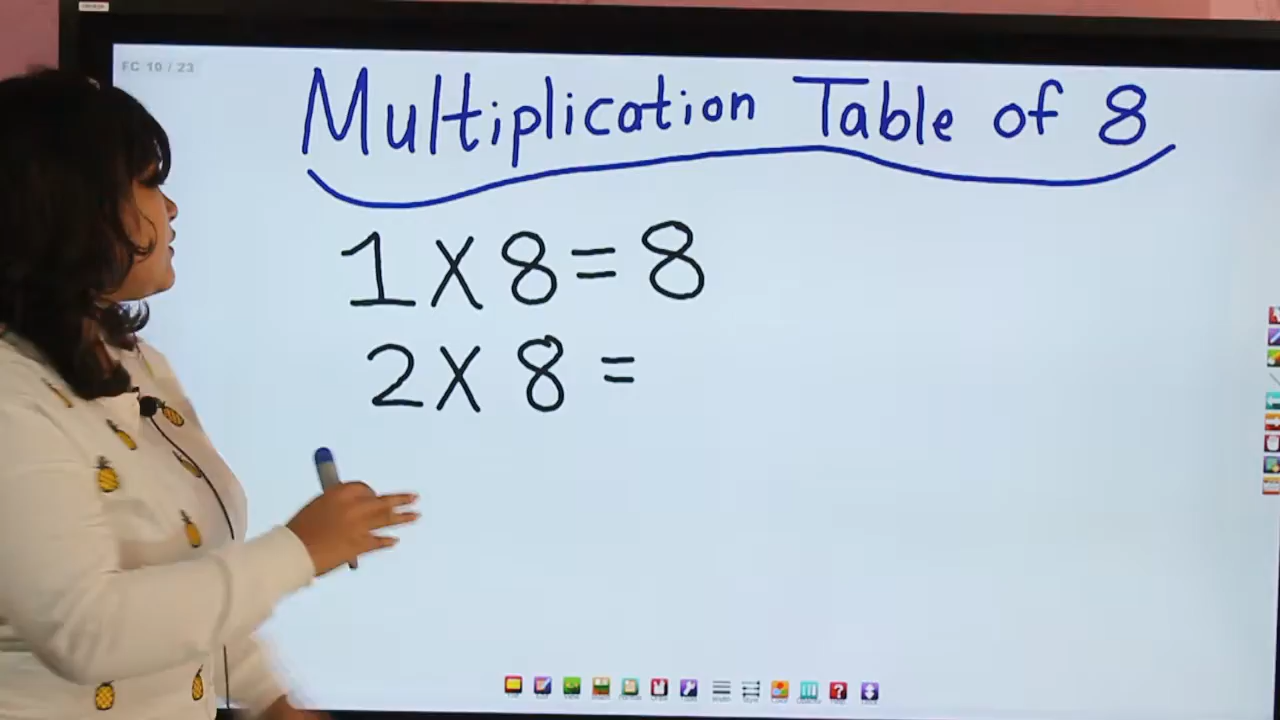 FC 10 / 23
Multiplication Table of 8
1 X 8 = 8
2 X 8 =